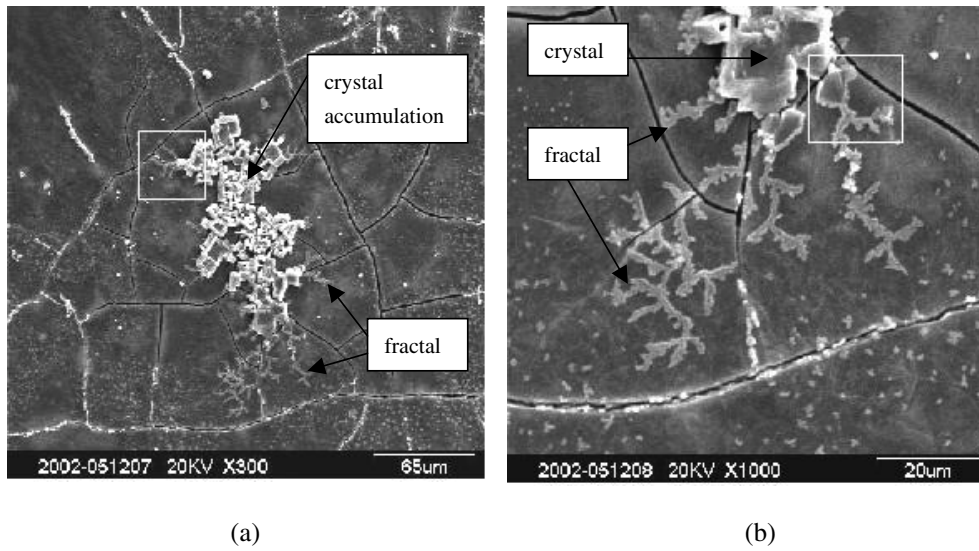 crystal
accumulation
fractal
2002-051207 20KV X300 65um
(a)
crystal
fractal
2002-051208 20KV X1000 20um
(b)